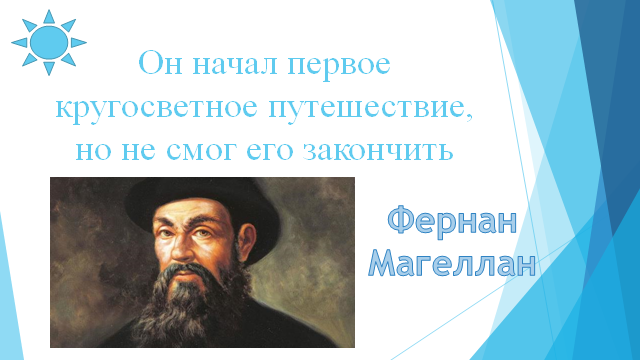 Он начал первое
кругосветное путешествие,
но не смог его закончить
Фернан
Магеллан